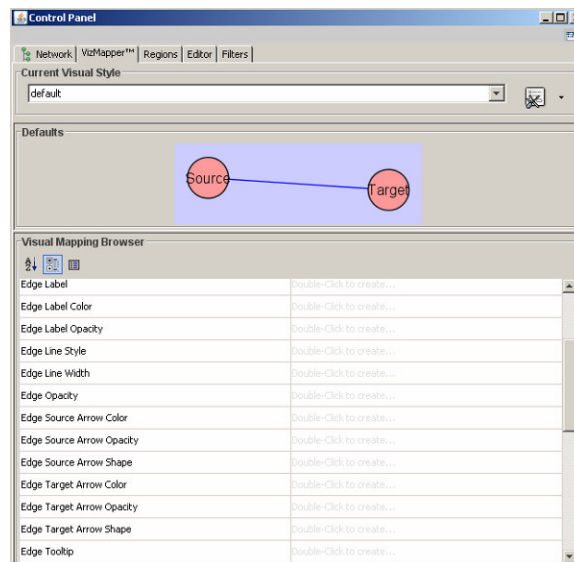 Control Panel
Network VizMapper™ Regions Editor Filters
Current Visual Style
default
Defaults
Source
Target
Visual Mapping Browser
Edge Label Double-Click to create...
Edge Label Color Double-Click to create...
Edge Label Opacity Double-Click to create...
Edge Line Style Double-Click to create...
Edge Line Width Double-Click to create...
Edge Opacity Double-Click to create...
Edge Source Arrow Color Double-Click to create...
Edge Source Arrow Opacity Double-Click to create...
Edge Source Arrow Shape Double-Click to create...
Edge Target Arrow Color Double-Click to create...
Edge Target Arrow Opacity Double-Click to create...
Edge Target Arrow Shape Double-Click to create...
Edge Tooltip Double-Click to create...